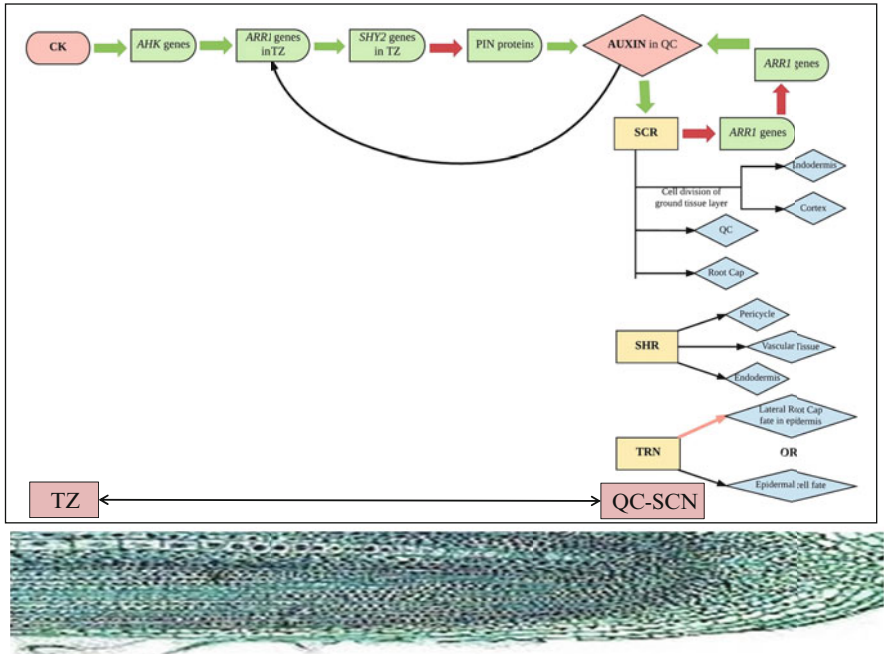 CK
AHK genes
ARR1 genes
in TZ
SHY2 genes
in TZ
PIN proteins
AUXIN in QC
ARR1 genes
SCR
ARR1 genes
Indodermis
Cell division of
ground tissue layer
Cortex
QC
Root Cap
Pericycle
SHR
Vascular Tissue
Endodermis
Lateral Root Cap
fate in epidermis
TRN
OR
Epidermal cell fate
TZ
QC-SCN